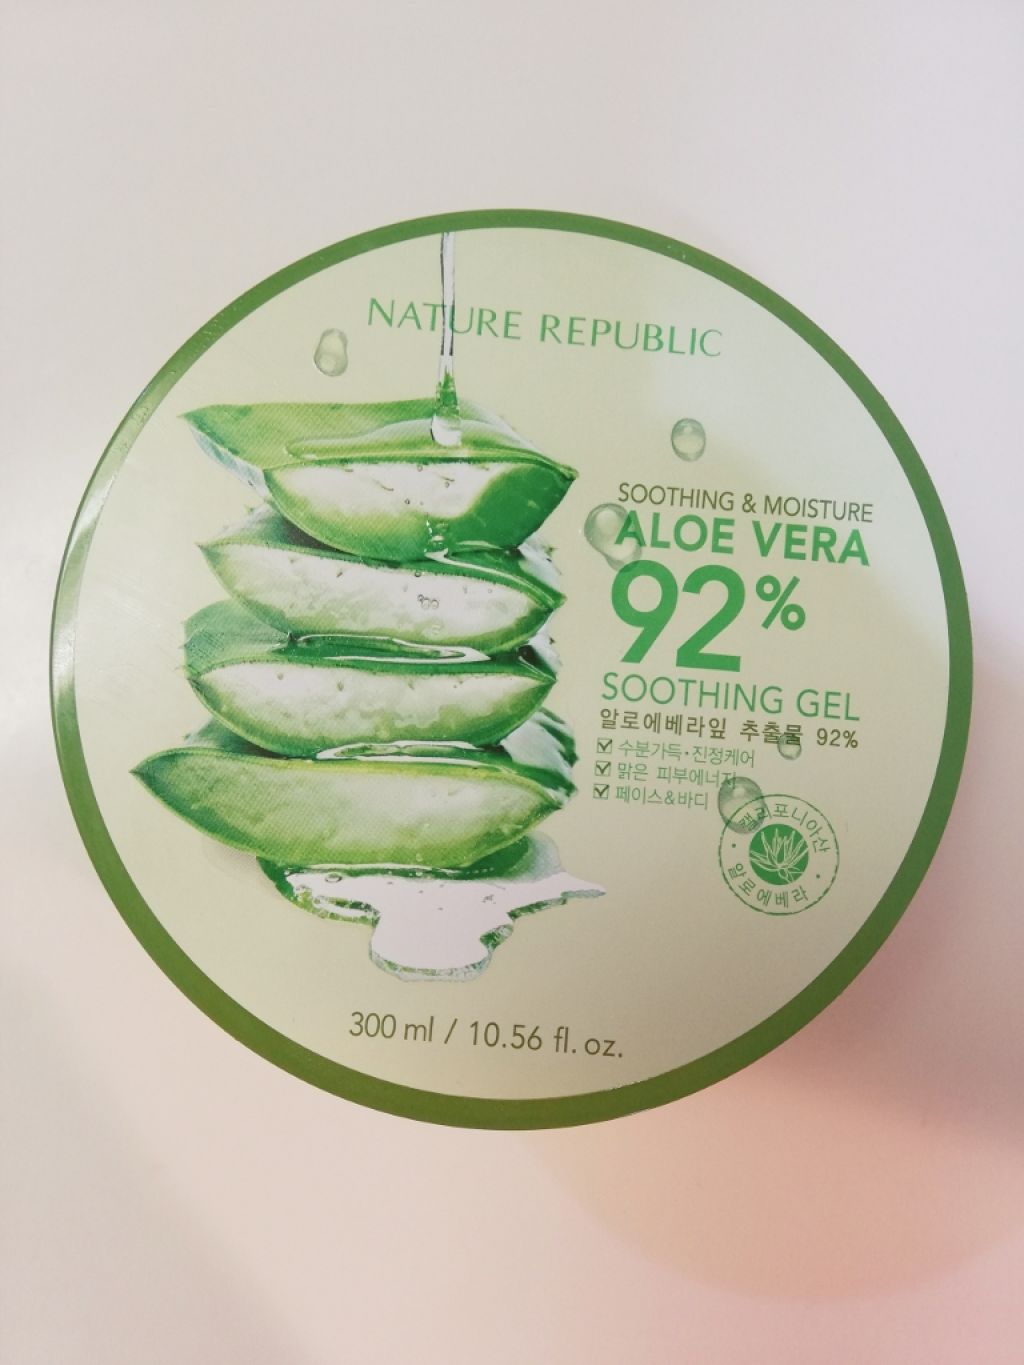 NATURE REPUBLIC
SOOTHING & MOISTURE
ALOE VERA
92%
SOOTHING GEL
알로에베라잎 추출물 92%
수분가득·진정케어
맑은 피부에너지
페이스&바디
캘리포니아산
알로에베라
300 ml / 10.56 fl. oz.